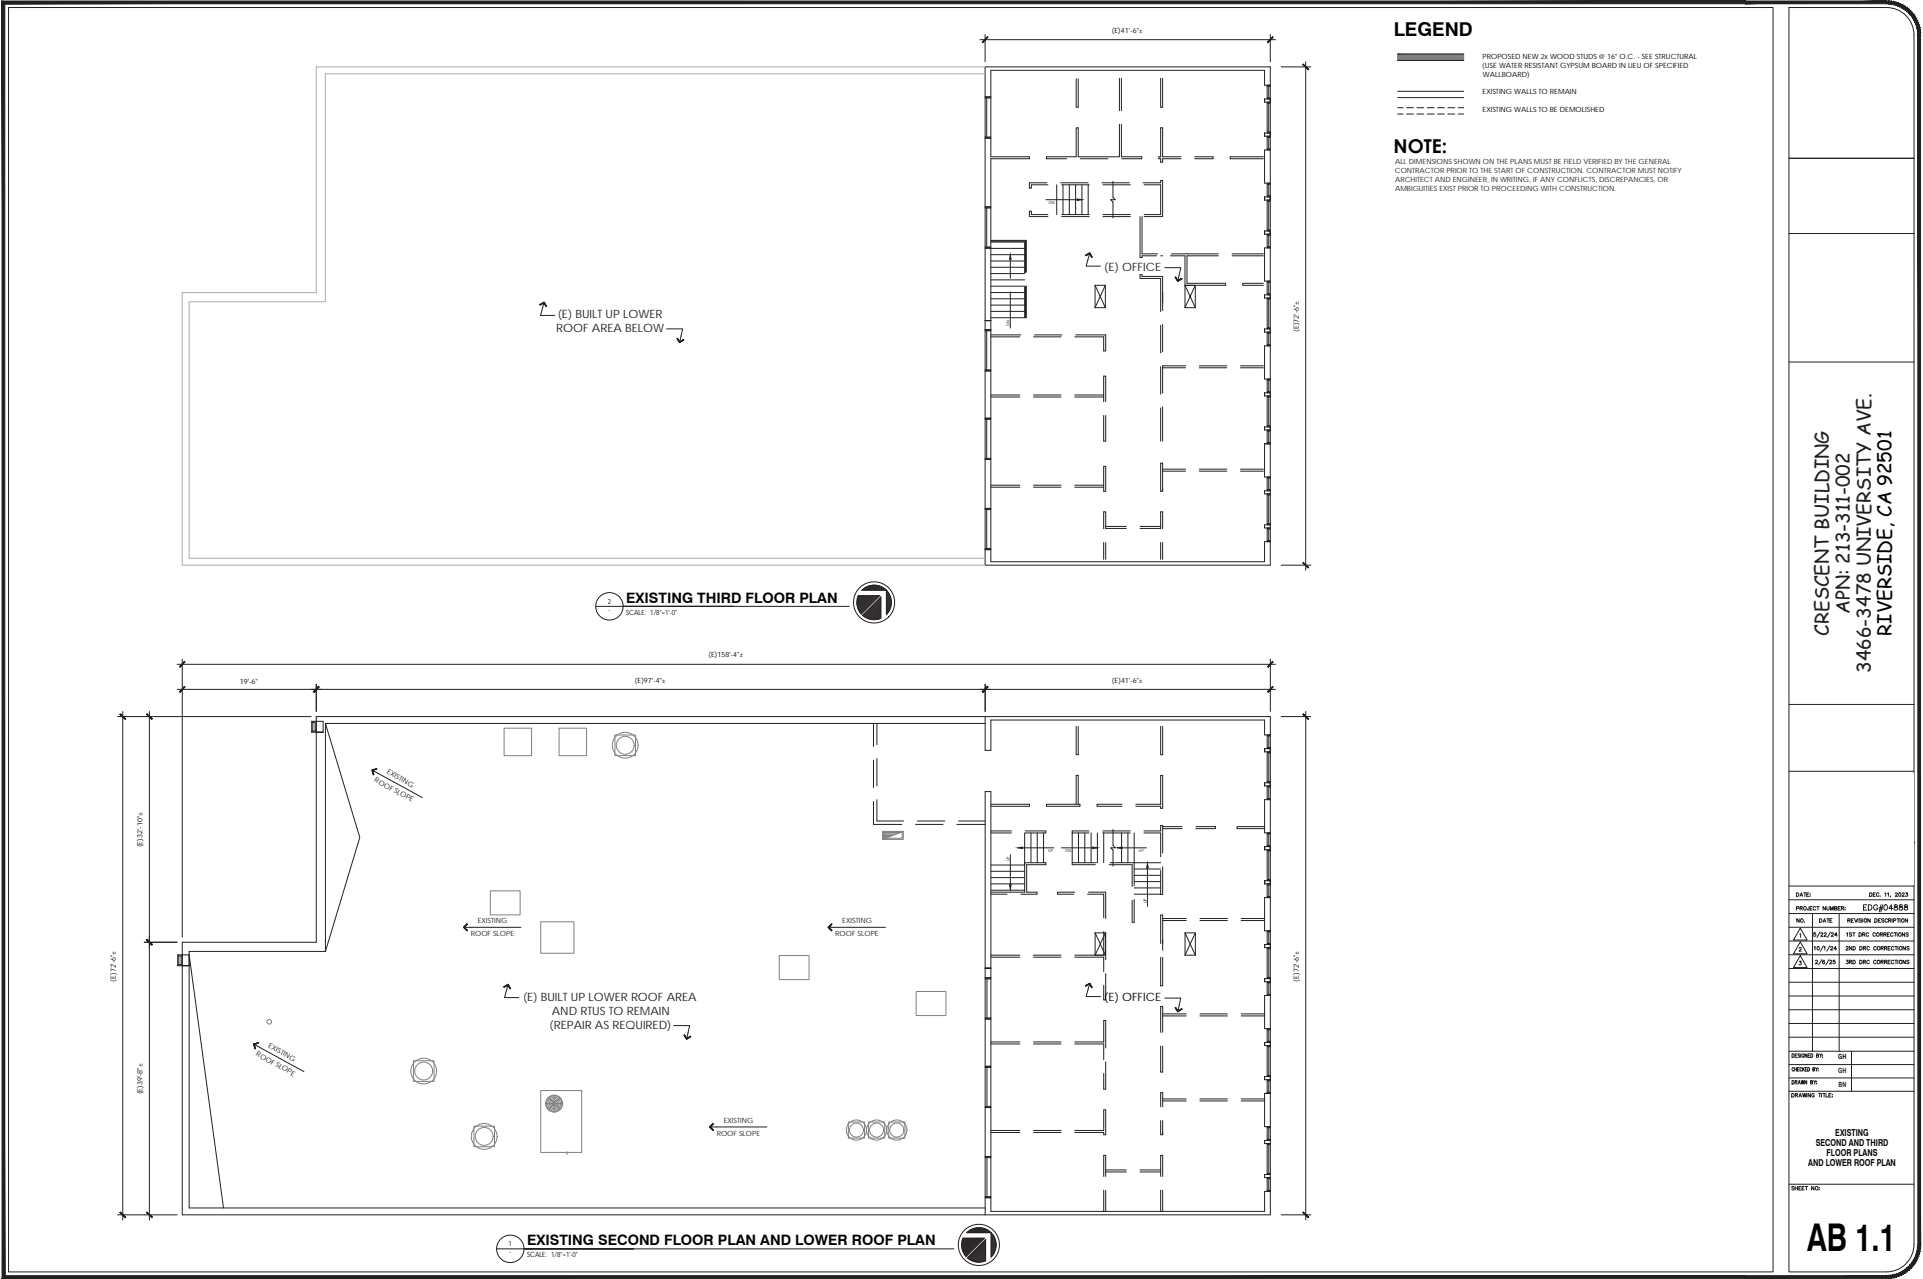 (E)41'-6"±
LEGEND
PROPOSED NEW 2x WOOD STUDS @ 16" O.C. - SEE STRUCTURAL
(USE WATER RESISTANT GYPSUM BOARD IN LIEU OF SPECIFIED
WALLBOARD)
EXISTING WALLS TO REMAIN
EXISTING WALLS TO BE DEMOLISHED
NOTE:
ALL DIMENSIONS SHOWN ON THE PLANS MUST BE FIELD VERIFIED BY THE GENERAL
CONTRACTOR PRIOR TO THE START OF CONSTRUCTION. CONTRACTOR MUST NOTIFY
ARCHITECT AND ENGINEER, IN WRITING, IF ANY CONFLICTS, DISCREPANCIES, OR
AMBIGUITIES EXIST PRIOR TO PROCEEDING WITH CONSTRUCTION.
DN
(E) OFFICE
(E)72'-6"±
DN
(E) BUILT UP LOWER
ROOF AREA BELOW
2
-
EXISTING THIRD FLOOR PLAN
SCALE: 1/8"=1'-0"
(E)158'-4"±
19'-6"
(E)97'-4"±
(E)41'-6"±
EXISTING
ROOF SLOPE
(E)32'-10"±
UP
UP
DN
UP
UP
EXISTING
ROOF SLOPE
EXISTING
ROOF SLOPE
(E)72'-6"±
(E)72'-6"±
(E) BUILT UP LOWER ROOF AREA
AND RTUS TO REMAIN
(REPAIR AS REQUIRED)
(E) OFFICE
EXISTING
ROOF SLOPE
(E)39'-8"±
EXISTING
ROOF SLOPE
1
-
EXISTING SECOND FLOOR PLAN AND LOWER ROOF PLAN
SCALE: 1/8"=1'-0"
CRESCENT BUILDING
APN: 213-311-002
3466-3478 UNIVERSITY AVE.
RIVERSIDE, CA 92501
DATE: DEC. 11, 2023
PROJECT NUMBER: EDG#04888
NO. DATE REVISION DESCRIPTION
1 5/22/24 1ST DRC CORRECTIONS
2 10/1/24 2ND DRC CORRECTIONS
3 2/6/25 3RD DRC CORRECTIONS
DESIGNED BY: GH
CHECKED BY: GH
DRAWN BY: BN
DRAWING TITLE:
EXISTING
SECOND AND THIRD
FLOOR PLANS
AND LOWER ROOF PLAN
SHEET NO:
AB 1.1